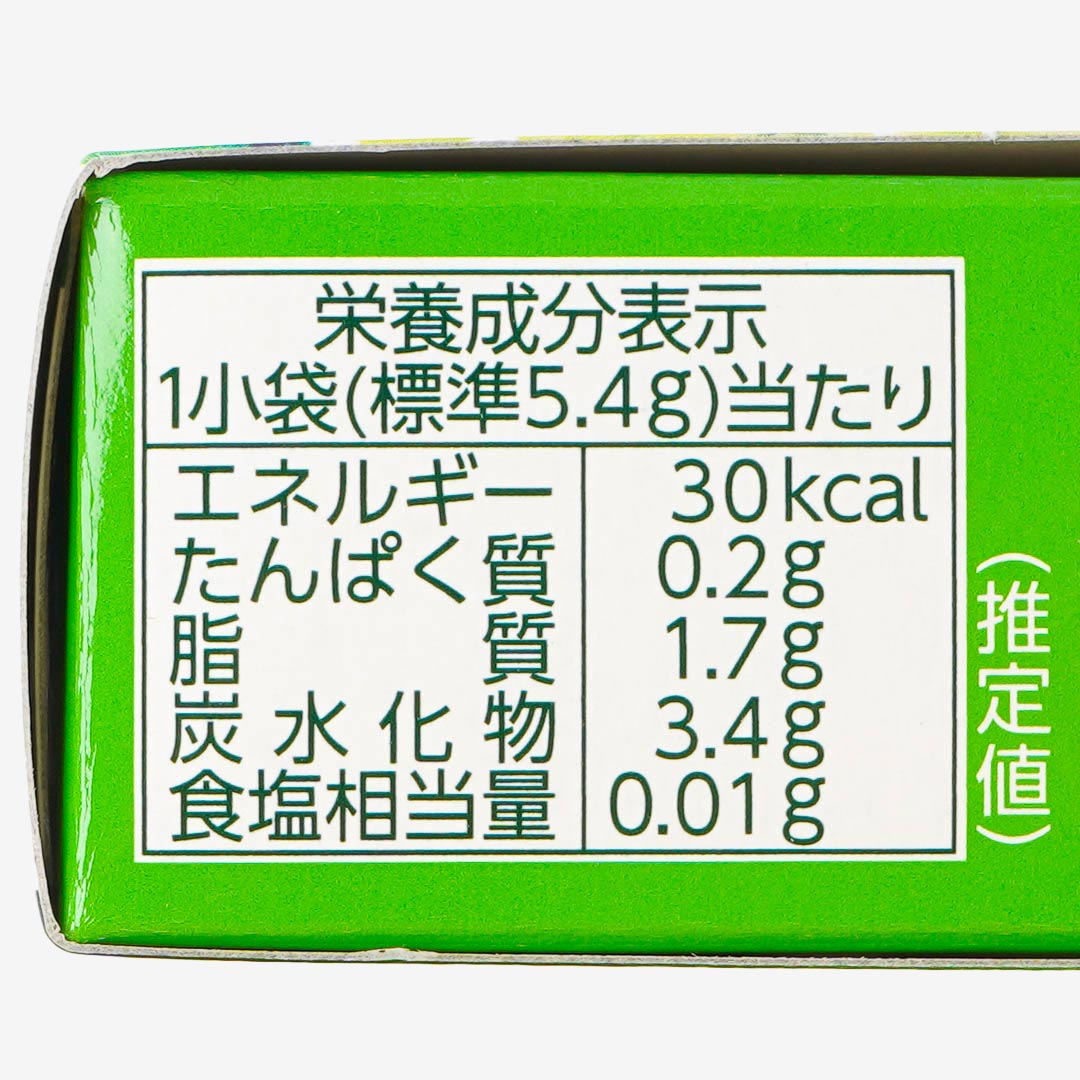 栄養成分表示
1小袋(標準5.4g)当たり
エネルギー 30kcal
たんぱく質 0.2g
脂質 1.7g
炭水化物 3.4g
食塩相当量 0.01g
(推定値)